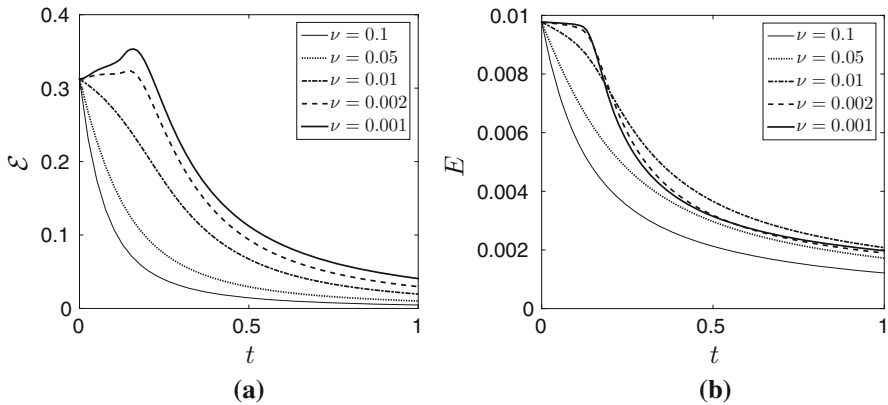 0.4
0.3
0.2
0.1
0
ℰ
0
0.5
1
t
ν = 0.1
ν = 0.05
ν = 0.01
ν = 0.002
ν = 0.001
(a)
0.01
0.008
0.006
0.004
0.002
0
E
0
0.5
1
t
ν = 0.1
ν = 0.05
ν = 0.01
ν = 0.002
ν = 0.001
(b)